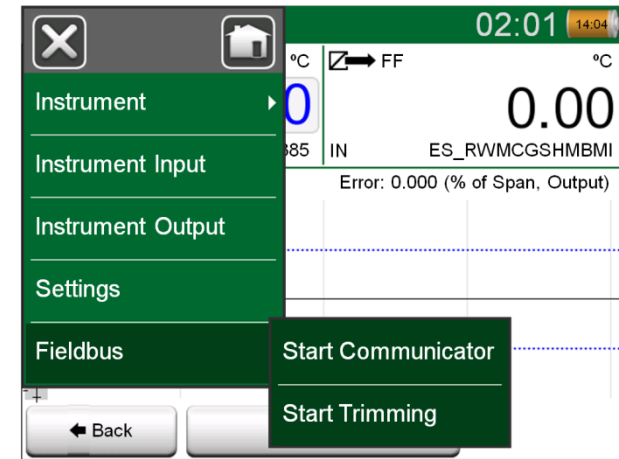 02:01 14:04
°C FF °C
Instrument 0 0.00
385 IN ES_RWMCGSHMBMI
Instrument Input
Error: 0.000 (% of Span, Output)
Instrument Output
Settings
Fieldbus
Start Communicator
Start Trimming
Back